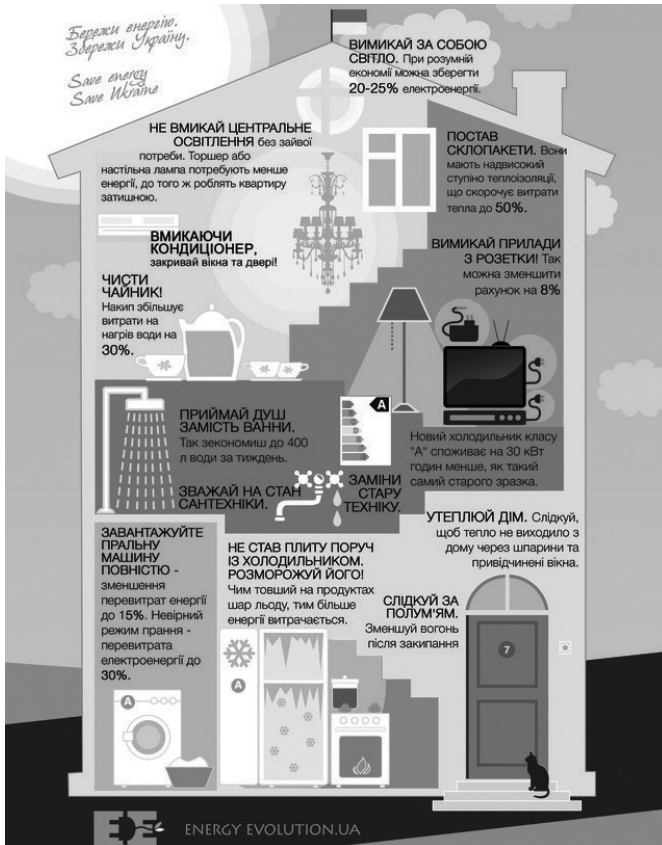 Бережи енергію.
Збережи Україну.
Save energy
Save Ukraine
ВИМИКАЙ ЗА СОБОЮ
СВІТЛО. При розумній
економії можна зберегти
20-25% електроенергії.
НЕ ВМИКАЙ ЦЕНТРАЛЬНЕ
ОСВІТЛЕННЯ без зайвої
потреби. Торшер або
настільна лампа потребують менше
енергії, до того ж роблять квартиру
затишною.
ПОСТАВ
СКЛОПАКЕТИ. Вони
мають надвисокий
ступіно теплоізоляції,
що скорочує витрати
тепла до 50%.
ВМИКАЮЧИ
КОНДИЦІОНЕР,
закривай вікна та двері!
ВИМИКАЙ ПРИЛАДИ
З РОЗЕТКИ! Так
можна зменшити
рахунок на 8%
ЧИСТИ
ЧАЙНИК!
Накип збільшує
витрати на
нагрів води на
30%.
ПРИЙМАЙ ДУШ
ЗАМІСТЬ ВАННИ.
Так зекономиш до 400
л води за тиждень.
ЗВАЖАЙ НА СТАН
САНТЕХНІКИ.
A
ЗАМІНИ
СТАРУ
ТЕХНІКУ.
Новий холодильник класу
"А" споживає на 30 кВт
годин менше, як такий
самий старого зразка.
УТЕПЛЮЙ ДІМ. Слідкуй,
щоб тепло не виходило з
дому через шпарини та
привідчинені вікна.
ЗАВАНТАЖУЙТЕ
ПРАЛЬНУ
МАШИНУ
ПОВНІСТЮ -
зменшення
перевитрат енергії
до 15%. Невірний
режим прання -
перевитрата
електроенергії до
30%.
НЕ СТАВ ПЛИТУ ПОРУЧ
ІЗ ХОЛОДИЛЬНИКОМ.
РОЗМОРОЖУЙ ЙОГО!
Чим товший на продуктах
шар льоду, тим більше
енергії витрачається.
СЛІДКУЙ ЗА
ПОЛУМ'ЯМ.
Зменшуй вогонь
після закипання
7
A
A
ENERGY EVOLUTION.UA